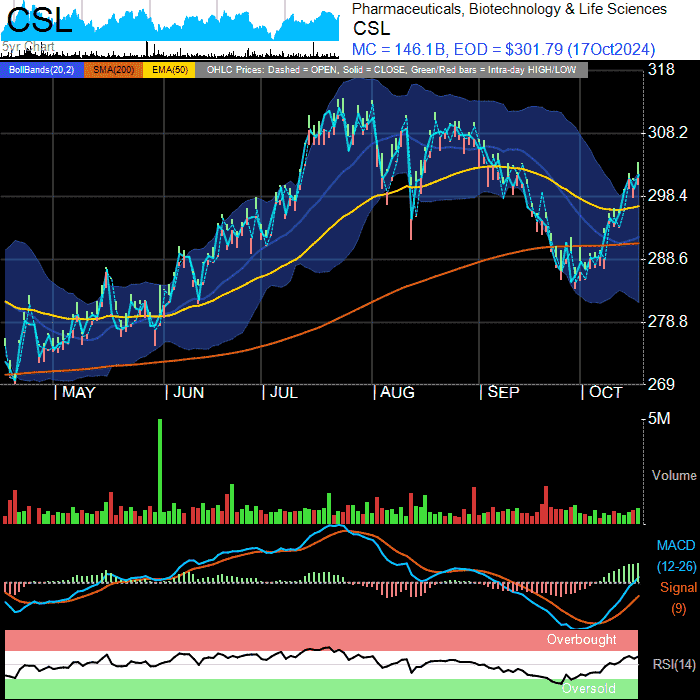 CSL
5yr Chart
Pharmaceuticals, Biotechnology & Life Sciences
CSL
MC = 146.1B, EOD = $301.79 (17Oct2024)
BollBands(20,2) SMA(200) EMA(50) OHLC Prices: Dashed = OPEN, Solid = CLOSE, Green/Red bars = Intra-day HIGH/LOW
318
308.2
298.4
288.6
278.8
269
MAY JUN JUL AUG SEP OCT
5M
Volume
MACD
(12-26)
Signal
(9)
Overbought
RSI(14)
Oversold